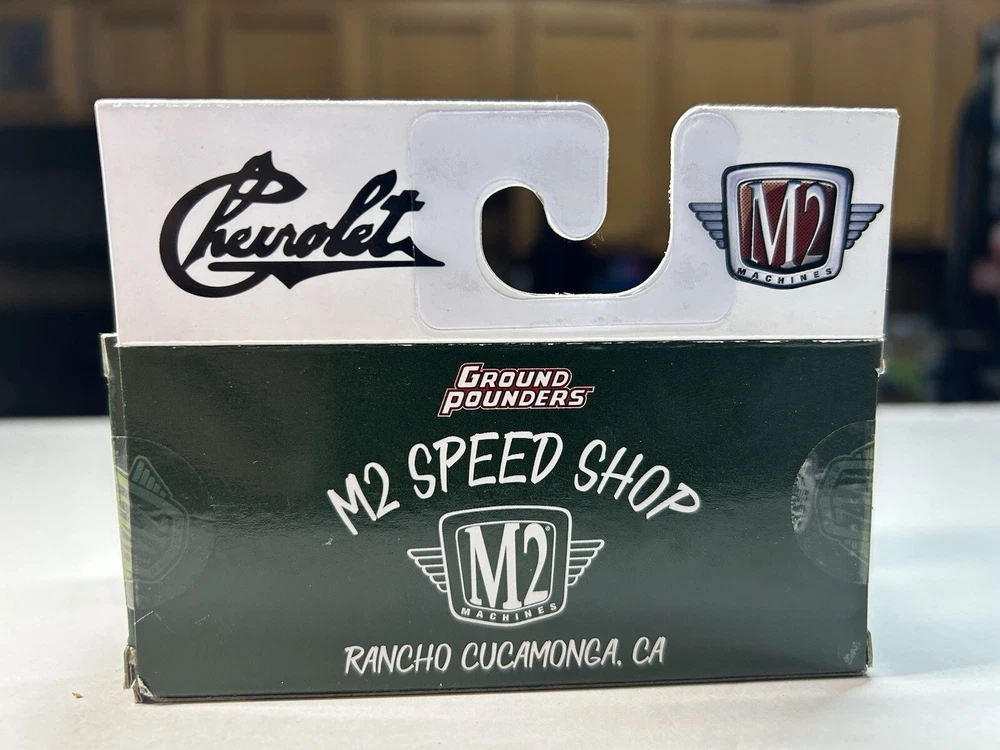 Chevrolet
M2
MACHINES
GROUND
POUNDERS
M2 SPEED SHOP
M2
MACHINES
RANCHO CUCAMONGA, CA